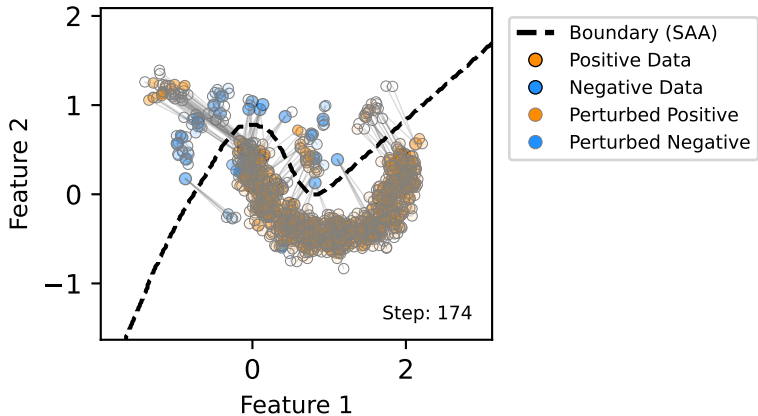 2
1
0
−1
Feature 2
0
2
Feature 1
Step: 174
Boundary (SAA)
Positive Data
Negative Data
Perturbed Positive
Perturbed Negative